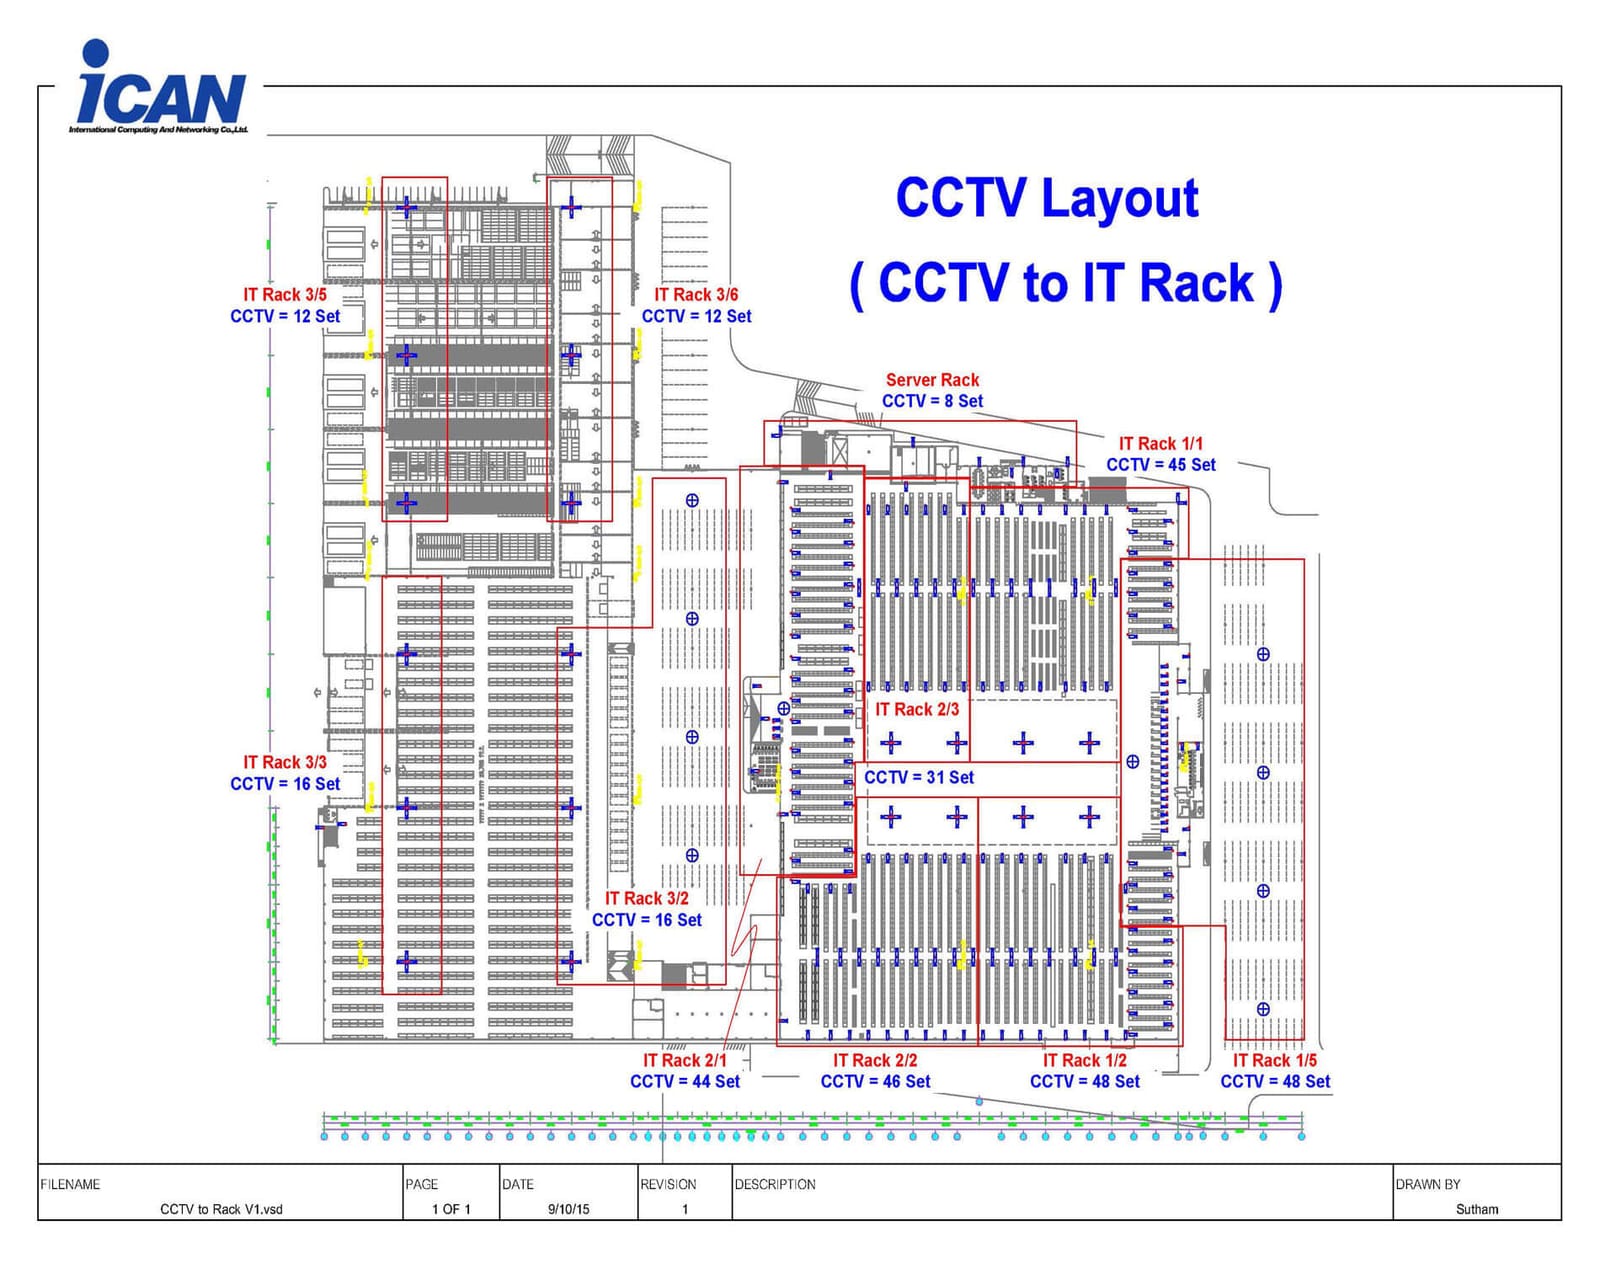 iCAN
International Computing And Networking Co.,Ltd.
CCTV Layout
( CCTV to IT Rack )
IT Rack 3/5
CCTV = 12 Set
IT Rack 3/6
CCTV = 12 Set
Server Rack
CCTV = 8 Set
IT Rack 1/1
CCTV = 45 Set
IT Rack 2/3
CCTV = 31 Set
IT Rack 3/3
CCTV = 16 Set
IT Rack 3/2
CCTV = 16 Set
IT Rack 2/1
CCTV = 44 Set
IT Rack 2/2
CCTV = 46 Set
IT Rack 1/2
CCTV = 48 Set
IT Rack 1/5
CCTV = 48 Set
FILENAME
CCTV to Rack V1.vsd
PAGE
1 OF 1
DATE
9/10/15
REVISION
1
DESCRIPTION
DRAWN BY
Sutham